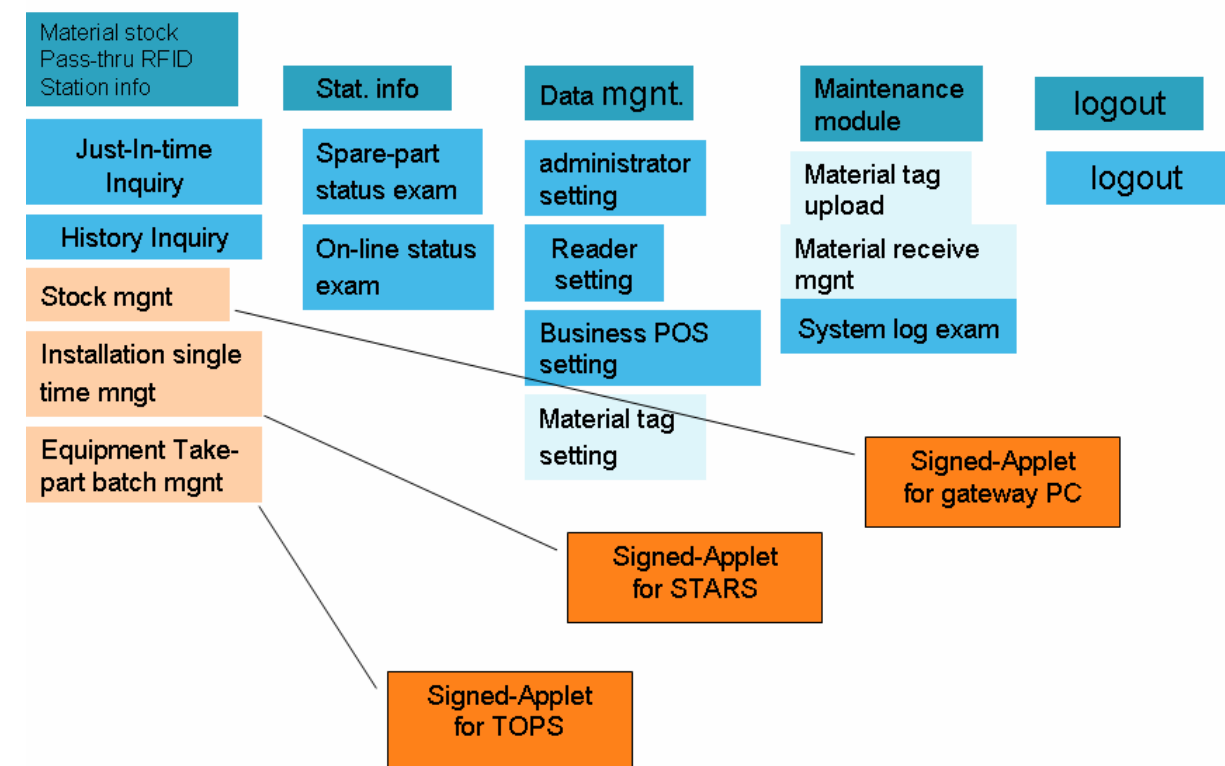 Material stock
Pass-thru RFID
Station info
Just-In-time
Inquiry
History Inquiry
Stock mgnt
Installation single
time mngt
Equipment Take-
part batch mgnt
Stat. info
Spare-part
status exam
On-line status
exam
Data mgnt.
administrator
setting
Reader
setting
Business POS
setting
Material tag
setting
Maintenance
module
Material tag
upload
Material receive
mgnt
System log exam
logout
logout
Signed-Applet
for gateway PC
Signed-Applet
for STARS
Signed-Applet
for TOPS